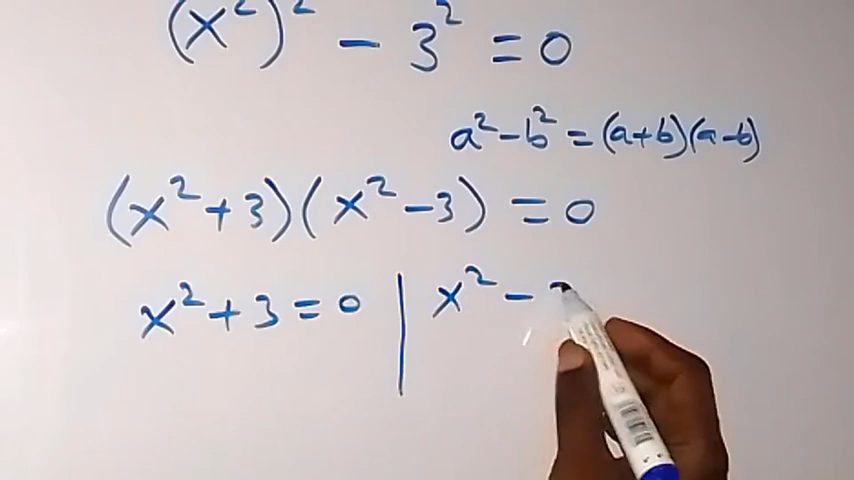 (x²)² - 3² = 0
a² - b² = (a+b)(a-b)
(x² + 3)(x² - 3) = 0
x² + 3 = 0 | x² -